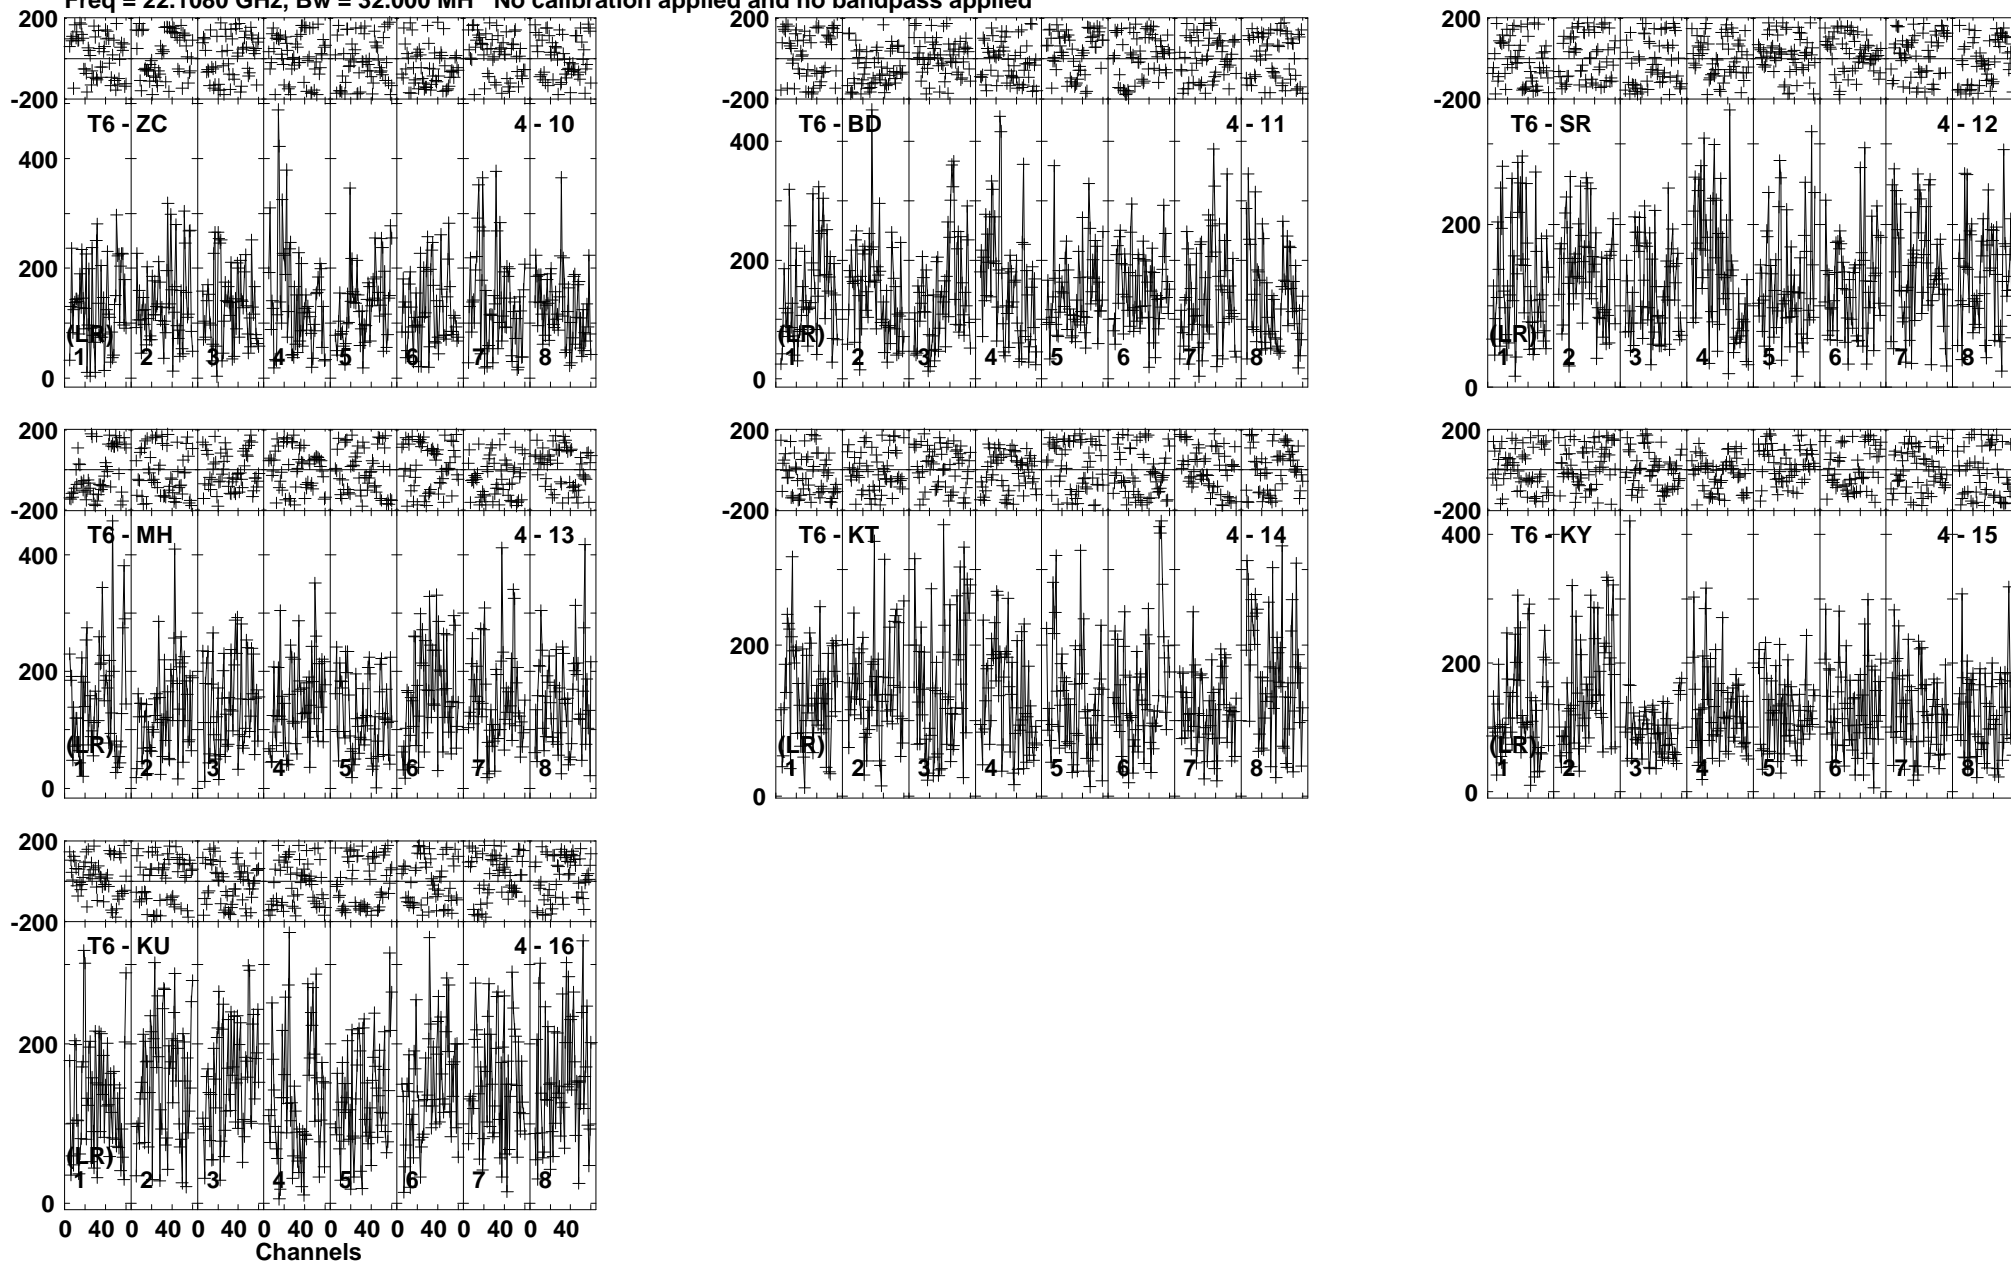 Freq = 22.1080 GHz, Bw = 32.000 MH No calibration applied and no bandpass applied
200 200 200
-200 -200 -200
T6 - ZC 4 - 10 T6 - BD 4 - 11 T6 - SR 4 - 12
400 400
200 200 200
(LR) (LR) (LR)
1 2 3 4 5 6 7 8 1 2 3 4 5 6 7 8 1 2 3 4 5 6 7 8
0 0 0
200 200 200
-200 -200 -200
T6 - MH 4 - 13 T6 - KT 4 - 14 T6 - KY 4 - 15
400 400
200 200 200
(LR) (LR) (LR)
1 2 3 4 5 6 7 8 1 2 3 4 5 6 7 8 1 2 3 4 5 6 7 8
0 0 0
200
-200
T6 - KU 4 - 16
200
(LR)
1 2 3 4 5 6 7 8
0
0 40 0 40 0 40 0 40 0 40 0 40 0 40 0 40
Channels